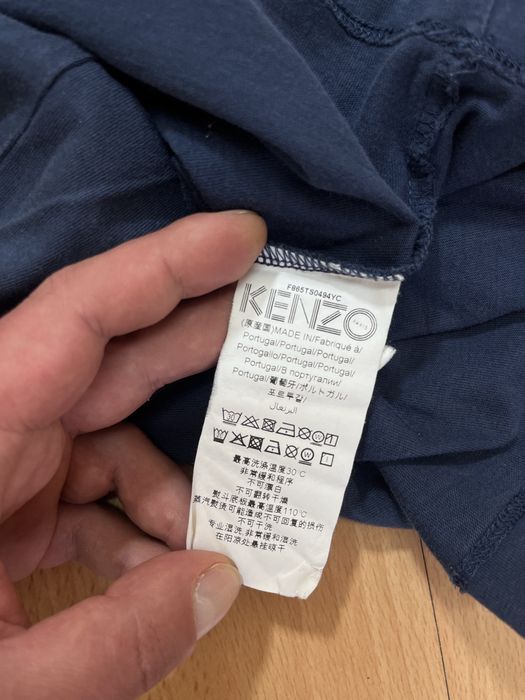 F865TS0494YC
KENZO
PARIS
(原産国)MADE IN/Fabriqué à/
Portugal/Portugal/Portugal/
Portogallo/Portugal/Portugal/
Portugal/В португалии/
Portugal/葡萄牙/ポルトガル/
포르투갈/
البرتغال
W
W
最高洗涤温度30℃
非常缓和程序
不可漂白
不可翻转干燥
熨斗底板最高温度110℃
蒸汽熨烫可能造成不可回复的损伤
不可干洗
专业湿洗,非常缓和湿洗
在阴凉处悬挂晾干